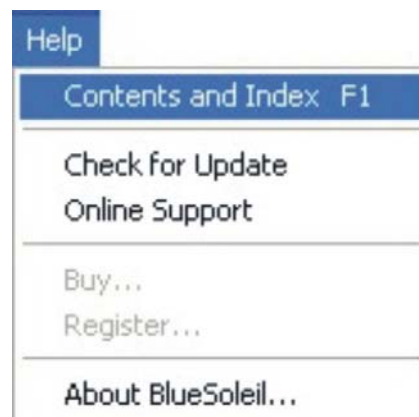 Help
Contents and Index F1
Check for Update
Online Support
Buy...
Register...
About BlueSoleil...